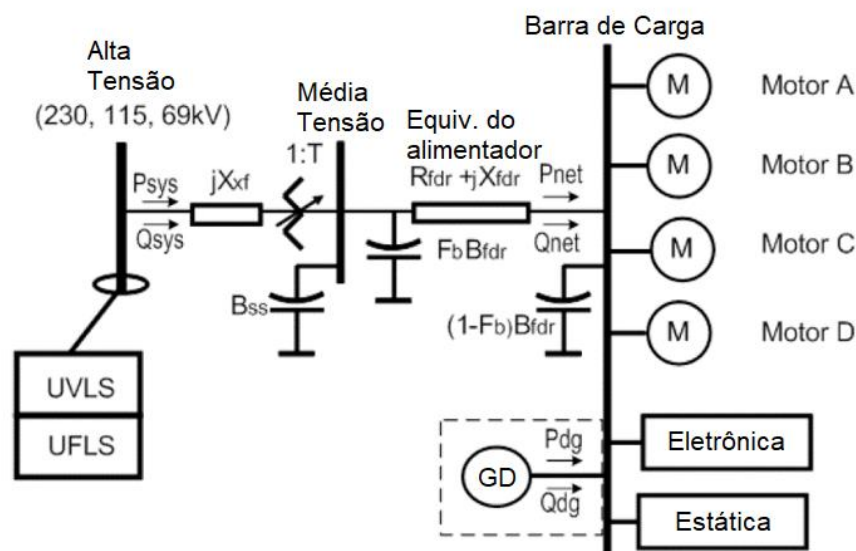 Barra de Carga
Alta
Tensão
(230, 115, 69kV)
Média
Tensão
1:T
Equiv. do
alimentador
Psys
Qsys
jXxf
Rfdr +jXfdr
Pnet
Qnet
FbBfdr
Bss
(1-Fb)Bfdr
M
Motor A
M
Motor B
M
Motor C
M
Motor D
UVLS
UFLS
GD
Pdg
Qdg
Eletrônica
Estática